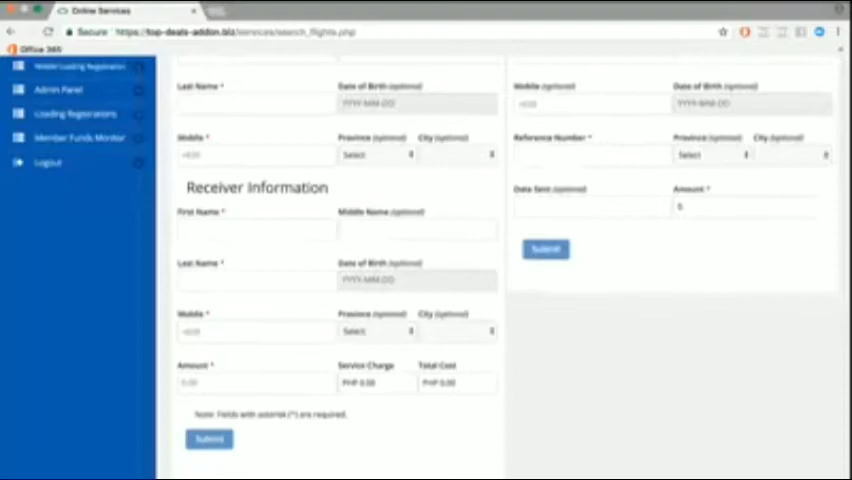 Online Services
Secure https://top-deals-addon.biz/services/search_flights.php
Office 365
Mobile Loading Registration
Admin Panel
Loading Registrations
Member Funds Monitor
Logout
Last Name *
Date of Birth (optional)
YYYY-MM-DD
Mobile *
Province (optional)
City (optional)
Select
Receiver Information
First Name *
Middle Name (optional)
Last Name *
Date of Birth (optional)
YYYY-MM-DD
Mobile *
Province (optional)
City (optional)
Select
Amount *
Service Charge
Total Cost
0.00
PHP 0.00
PHP 0.00
Note: Fields with asterisk (*) are required.
Submit
Mobile (optional)
Date of Birth (optional)
YYYY-MM-DD
Reference Number *
Province (optional)
City (optional)
Select
Date Sent (optional)
Amount *
Submit